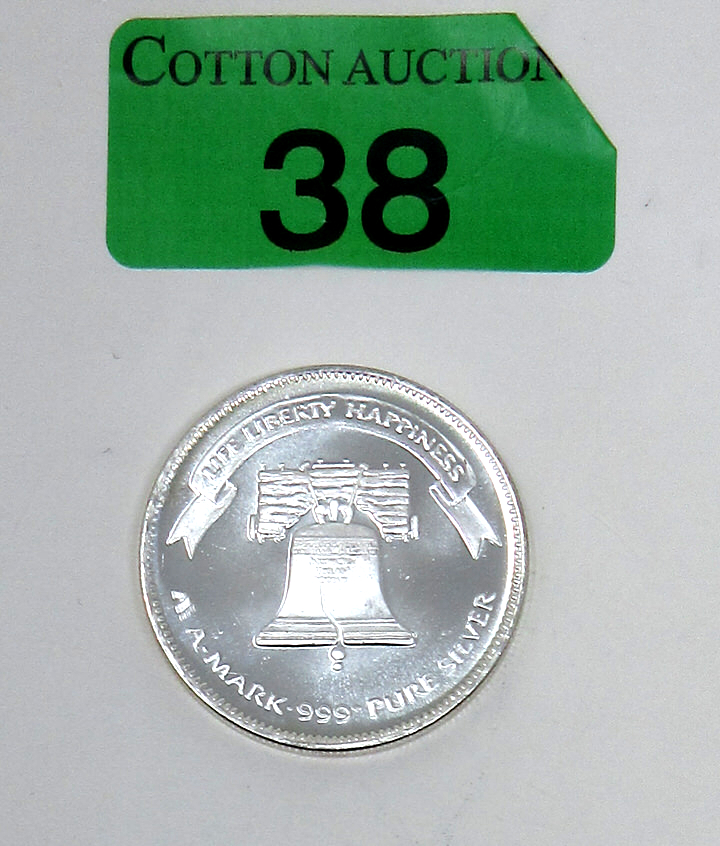 COTTON AUCTION
38
LIFE LIBERTY HAPPINESS
A-MARK·999 PURE SILVER